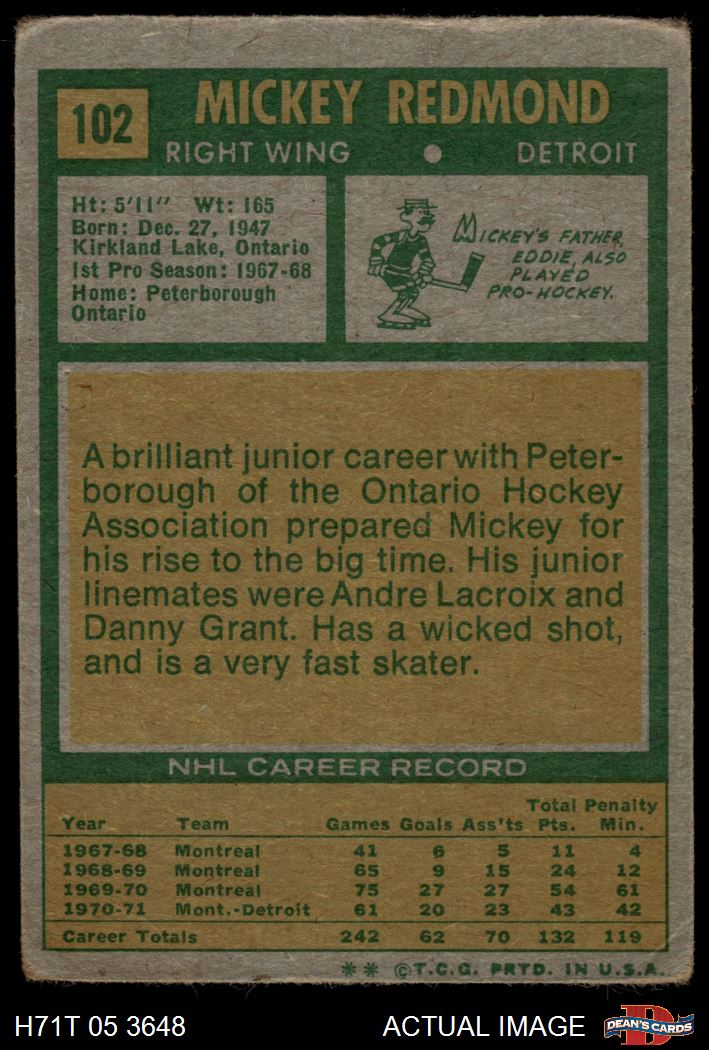 102
MICKEY REDMOND
RIGHT WING • DETROIT
Ht: 5'11" Wt: 165
Born: Dec. 27, 1947
Kirkland Lake, Ontario
1st Pro Season: 1967-68
Home: Peterborough
Ontario
MICKEY'S FATHER,
EDDIE, ALSO
PLAYED
PRO-HOCKEY.
A brilliant junior career with Peter-
borough of the Ontario Hockey
Association prepared Mickey for
his rise to the big time. His junior
linemates were Andre Lacroix and
Danny Grant. Has a wicked shot,
and is a very fast skater.
NHL CAREER RECORD
Total Penalty
Year Team Games Goals Ass'ts Pts. Min.
1967-68 Montreal 41 6 5 11 4
1968-69 Montreal 65 9 15 24 12
1969-70 Montreal 75 27 27 54 61
1970-71 Mont.-Detroit 61 20 23 43 42
Career Totals 242 62 70 132 119
** ©T.C.G. PRTD. IN U.S.A.
H71T 05 3648 ACTUAL IMAGE
D
DEAN'S CARDS